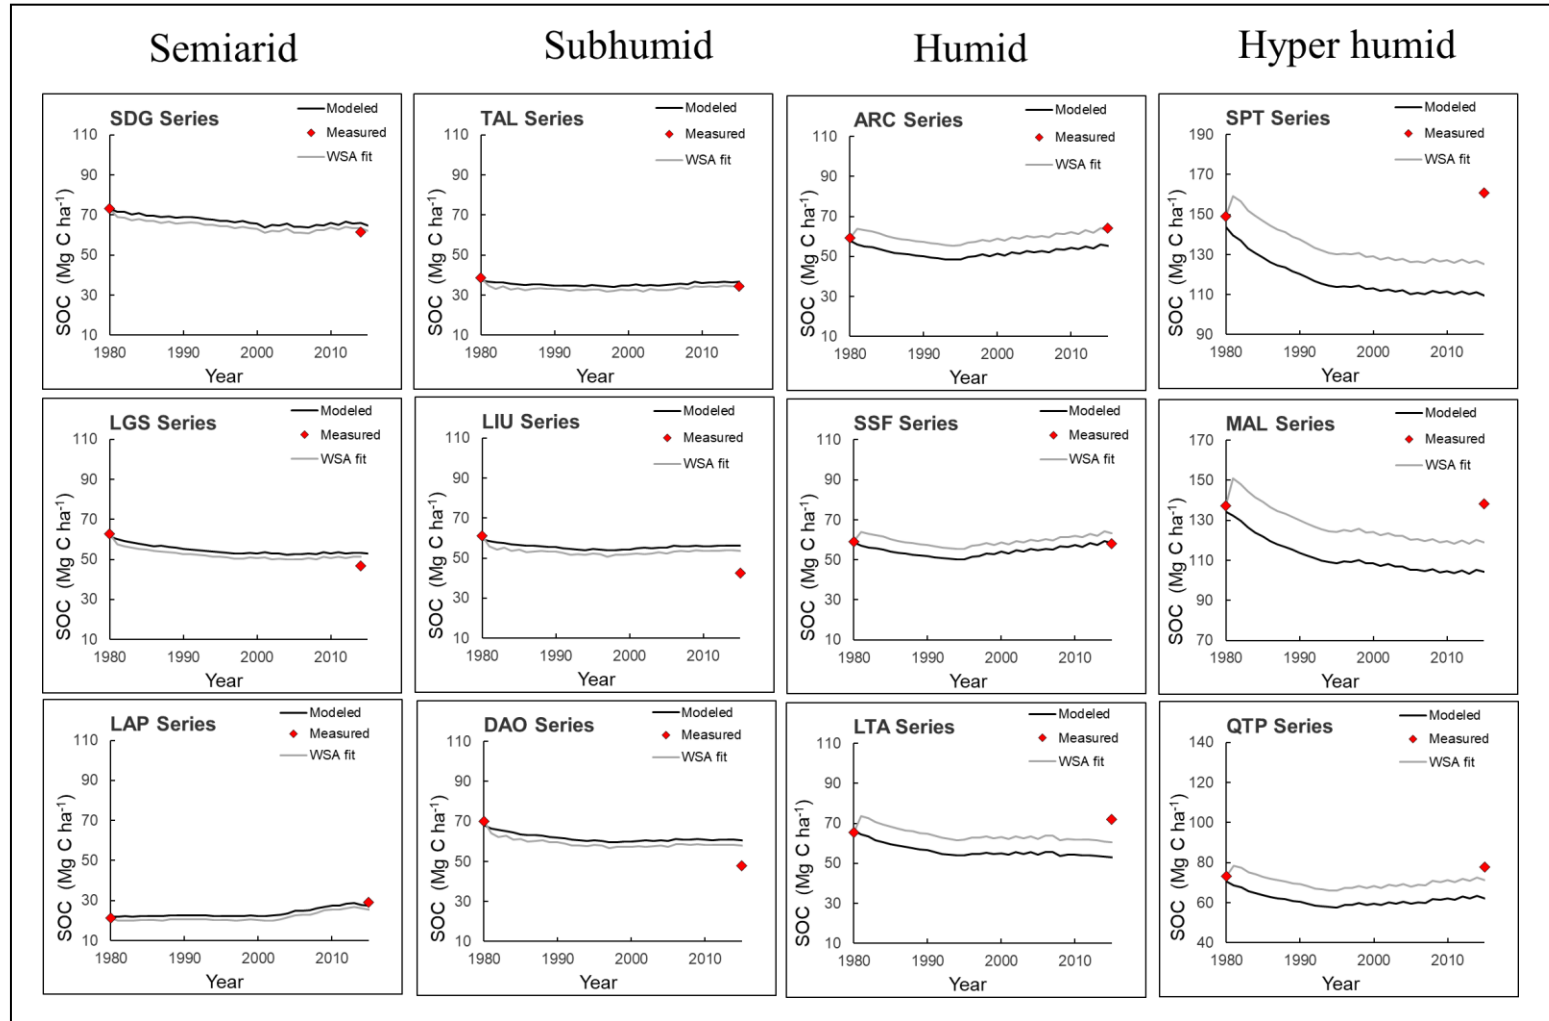 Semiarid
Subhumid
Humid
Hyper humid
SDG Series
Modeled
Measured
WSA fit
110
90
70
50
30
10
SOC (Mg C ha⁻¹)
1980 1990 2000 2010
Year
TAL Series
Modeled
Measured
WSA fit
110
90
70
50
30
10
SOC (Mg C ha⁻¹)
1980 1990 2000 2010
Year
ARC Series
Modeled
Measured
WSA fit
110
90
70
50
30
10
SOC (Mg C ha⁻¹)
1980 1990 2000 2010
Year
SPT Series
Modeled
Measured
WSA fit
190
170
150
130
110
90
SOC (Mg C ha⁻¹)
1980 1990 2000 2010
Year
LGS Series
Modeled
Measured
WSA fit
110
90
70
50
30
10
SOC (Mg C ha⁻¹)
1980 1990 2000 2010
Year
LIU Series
Modeled
Measured
WSA fit
110
90
70
50
30
10
SOC (Mg C ha⁻¹)
1980 1990 2000 2010
Year
SSF Series
Modeled
Measured
WSA fit
110
90
70
50
30
10
SOC (Mg C ha⁻¹)
1980 1990 2000 2010
Year
MAL Series
Modeled
Measured
WSA fit
170
150
130
110
90
70
SOC (Mg C ha⁻¹)
1980 1990 2000 2010
Year
LAP Series
Modeled
Measured
WSA fit
110
90
70
50
30
10
SOC (Mg C ha⁻¹)
1980 1990 2000 2010
Year
DAO Series
Modeled
Measured
WSA fit
110
90
70
50
30
10
SOC (Mg C ha⁻¹)
1980 1990 2000 2010
Year
LTA Series
Modeled
Measured
WSA fit
110
90
70
50
30
10
SOC (Mg C ha⁻¹)
1980 1990 2000 2010
Year
QTP Series
Modeled
Measured
WSA fit
140
120
100
80
60
40
SOC (Mg C ha⁻¹)
1980 1990 2000 2010
Year